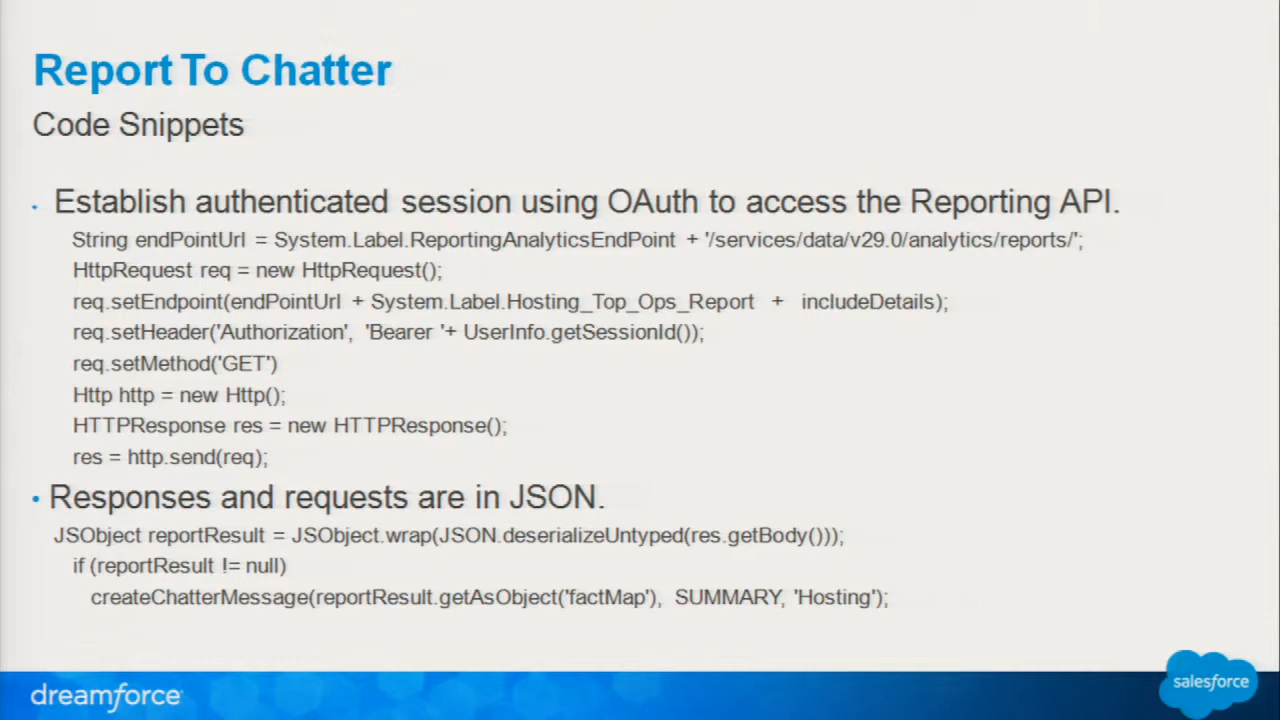 Report To Chatter
Code Snippets
• Establish authenticated session using OAuth to access the Reporting API.
String endPointUrl = System.Label.ReportingAnalyticsEndPoint + '/services/data/v29.0/analytics/reports/';
HttpRequest req = new HttpRequest();
req.setEndpoint(endPointUrl + System.Label.Hosting_Top_Ops_Report + includeDetails);
req.setHeader('Authorization', 'Bearer '+ UserInfo.getSessionId());
req.setMethod('GET')
Http http = new Http();
HTTPResponse res = new HTTPResponse();
res = http.send(req);
• Responses and requests are in JSON.
JSObject reportResult = JSObject.wrap(JSON.deserializeUntyped(res.getBody()));
if (reportResult != null)
createChatterMessage(reportResult.getAsObject('factMap'), SUMMARY, 'Hosting');
dreamforce
salesforce